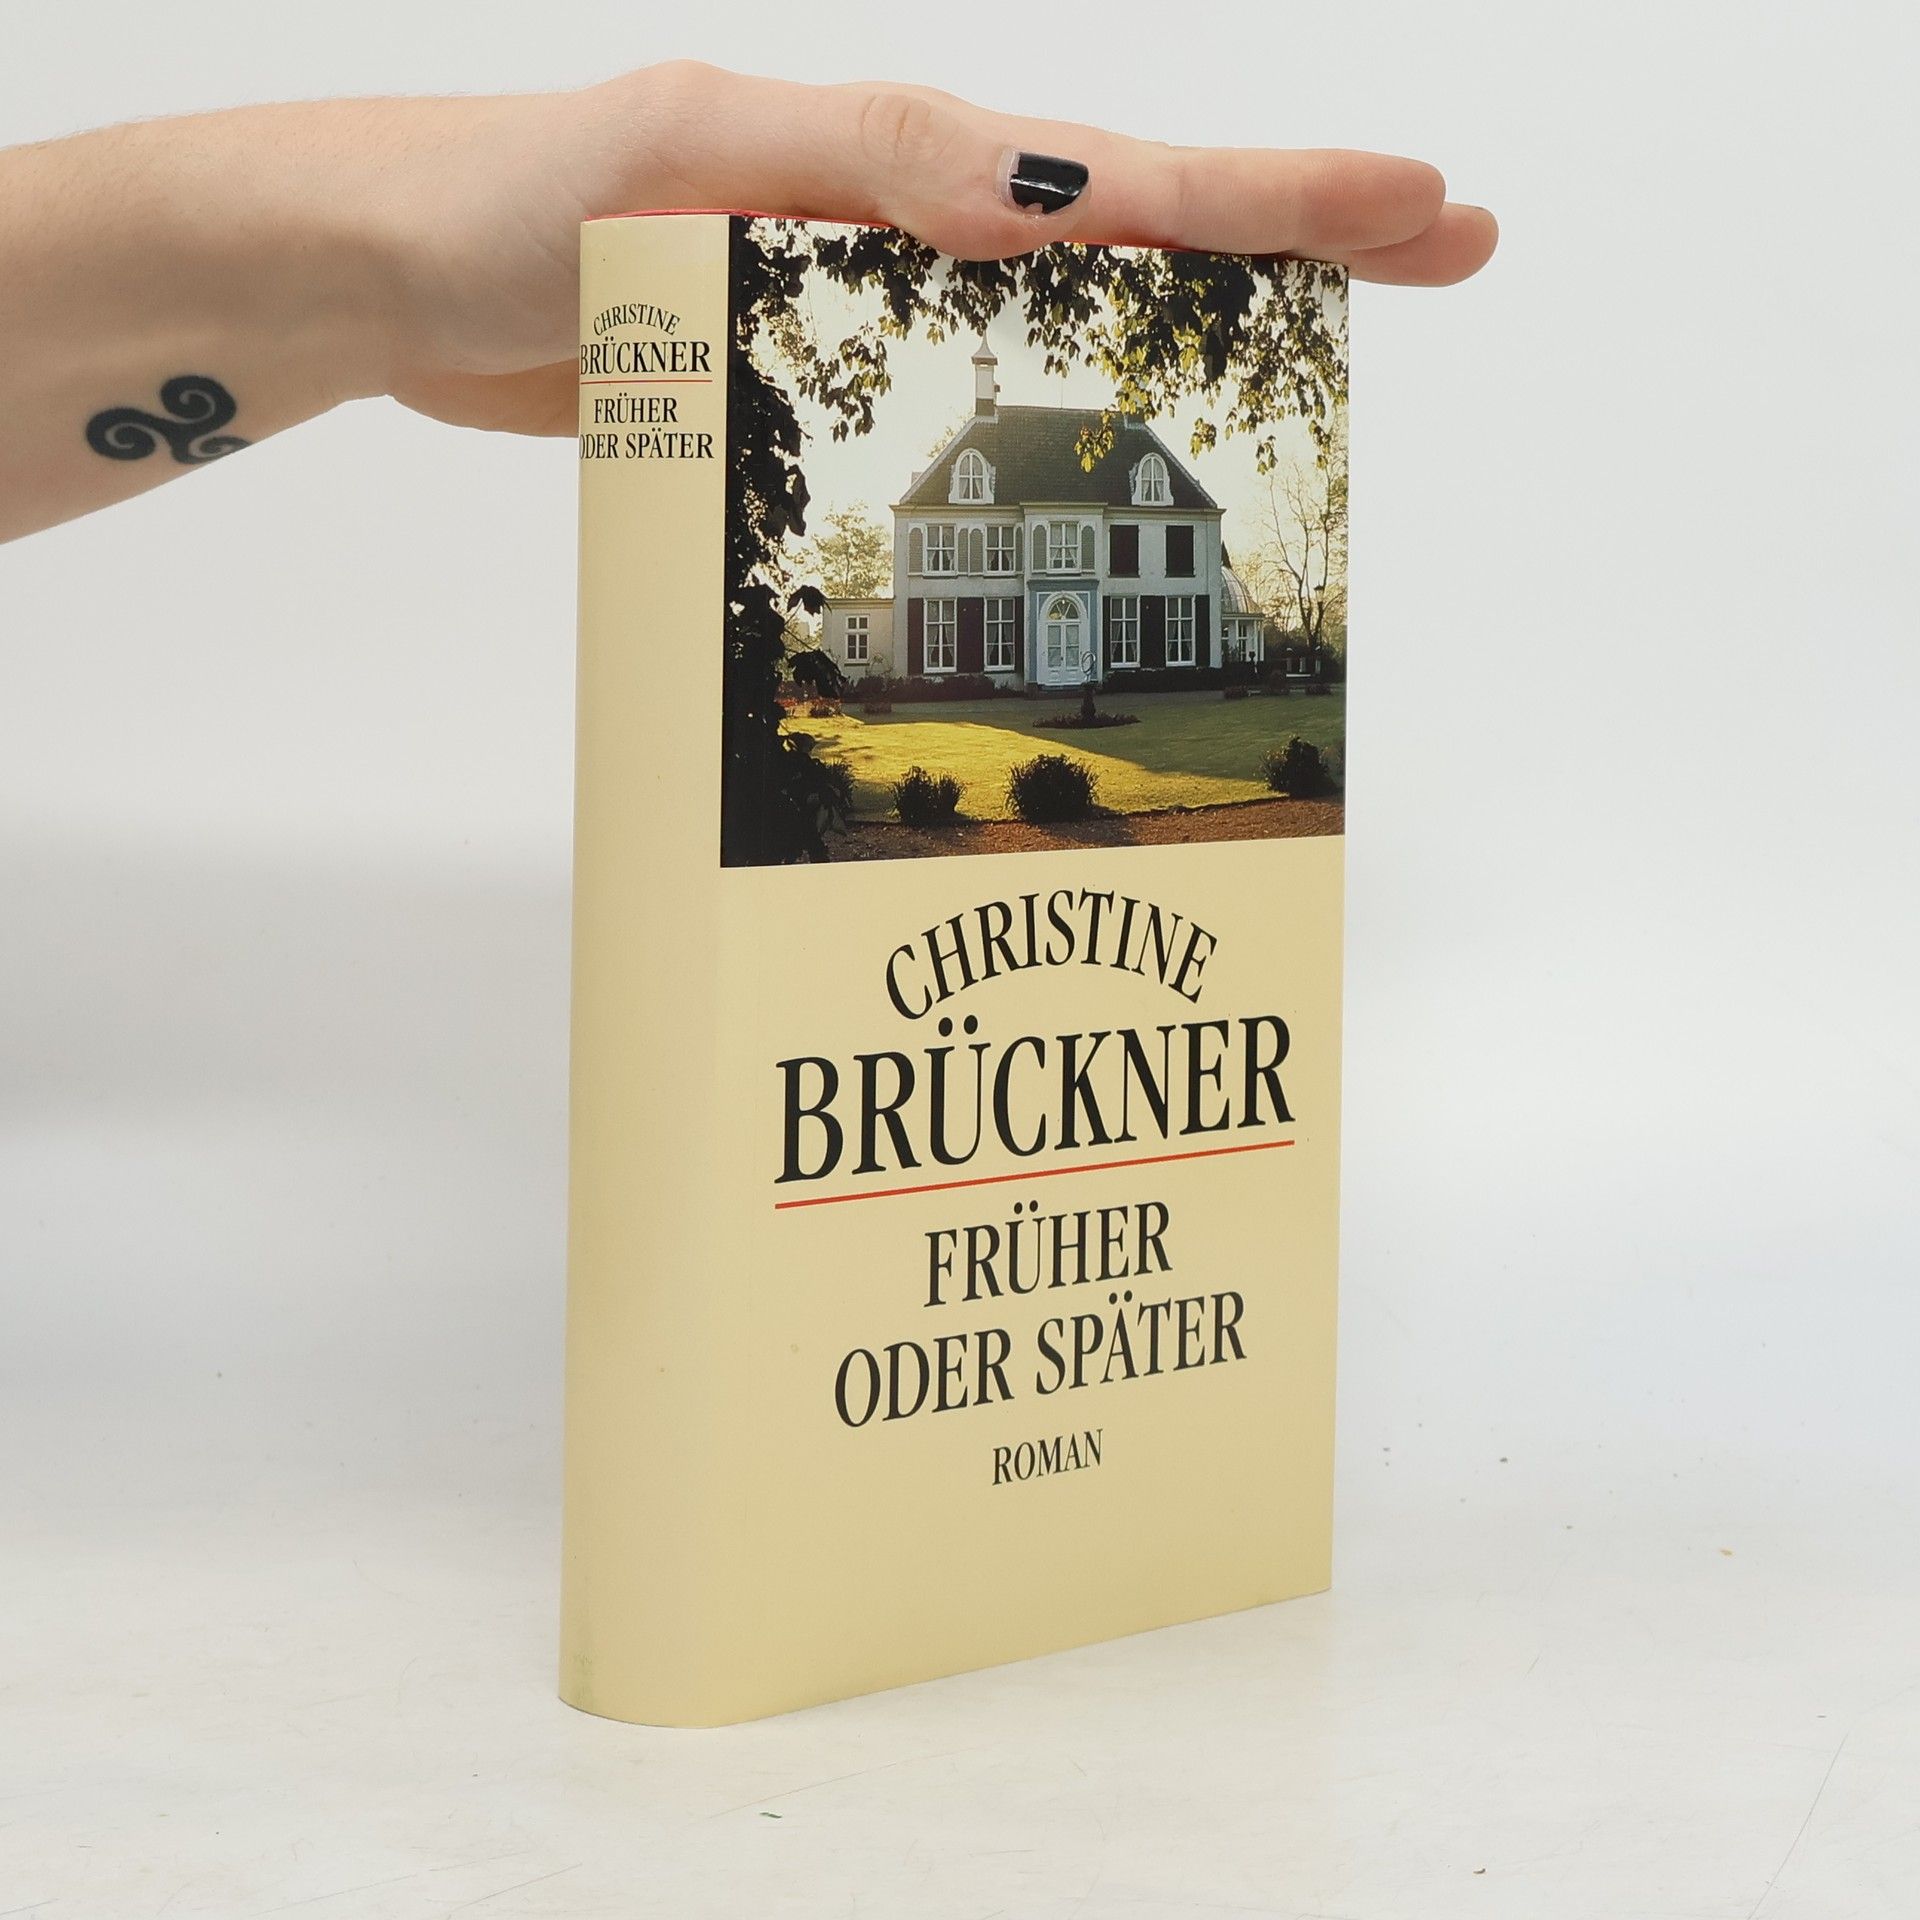 CHRISTINE
BRÜCKNER
FRÜHER
ODER SPÄTER
CHRISTINE
BRÜCKNER
FRÜHER
ODER SPÄTER
ROMAN